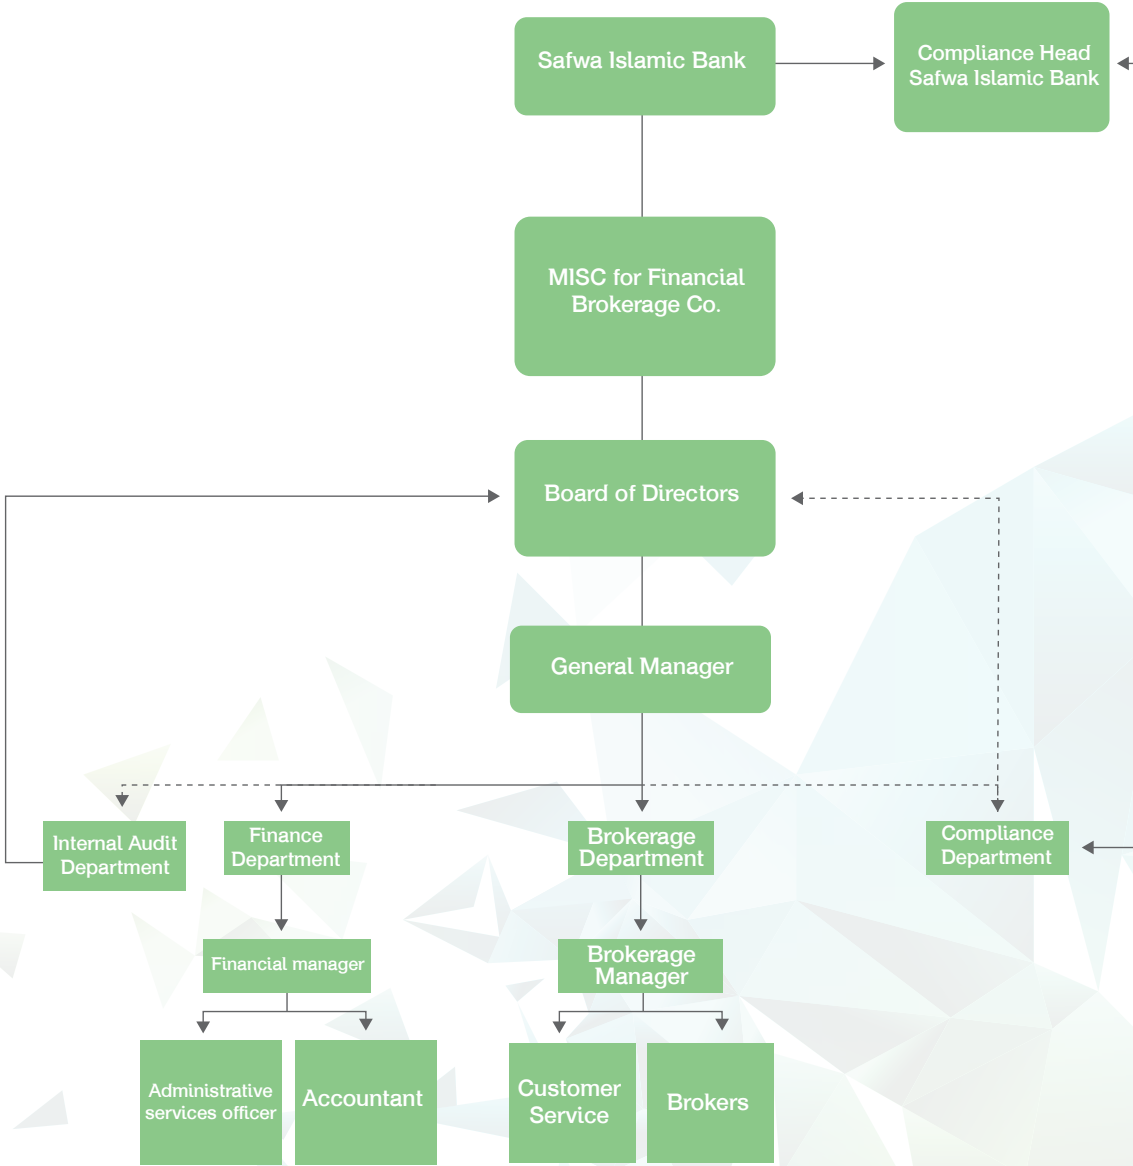 Safwa Islamic Bank
Compliance Head
Safwa Islamic Bank
MISC for Financial
Brokerage Co.
Board of Directors
General Manager
Internal Audit
Department
Finance
Department
Brokerage
Department
Compliance
Department
Financial manager
Brokerage
Manager
Administrative
services officer
Accountant
Customer
Service
Brokers